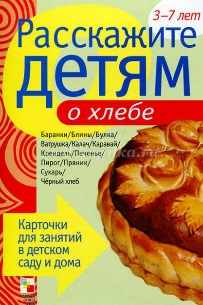 3–7 лет
Расскажите
детям
о хлебе
Баранки/Блины/Булка/
Ватрушка/Калач/Каравай/
Крендель/Печенье/
Пирог/Пряник/
Сухарь/
Чёрный хлеб
Карточки
для занятий
в детском
саду и дома